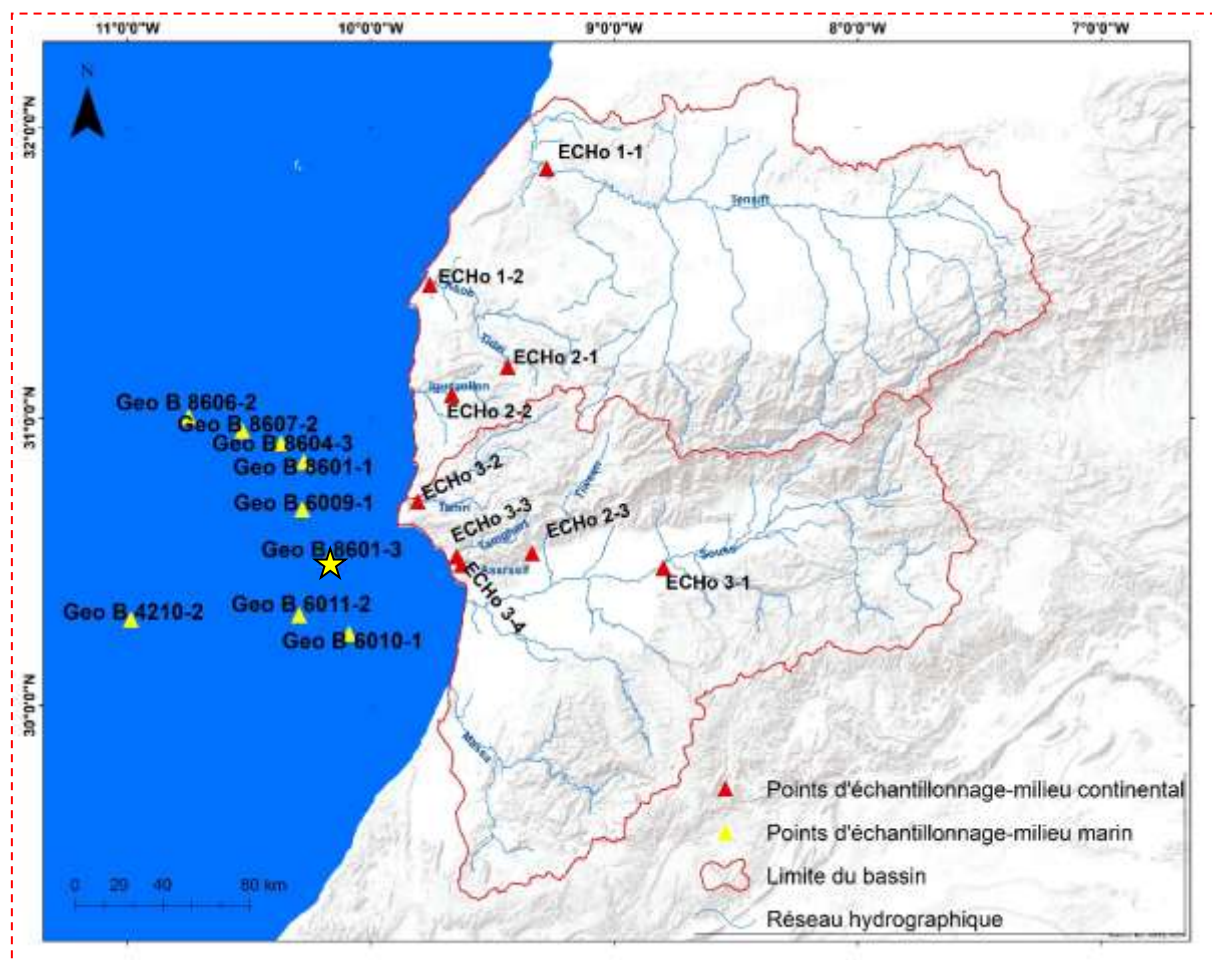 11°0'0"W 10°0'0"W 9°0'0"W 8°0'0"W 7°0'0"W
N
32°0'0"N
31°0'0"N
30°0'0"N
ECHo 1-1
Tensift
ECHo 1-2
ECHo 2-1
ECHo 2-2
Geo B 8606-2
Geo B 8607-2
Geo B 8604-3
Geo B 8601-1
Geo B 6009-1
ECHo 3-2
ECHo 3-3
ECHo 2-3
Geo B 8601-3
Souss
ECHo 3-1
ECHo 3-4
Geo B 4210-2
Geo B 6011-2
Geo B 6010-1
Massa
Points d'échantillonnage-milieu continental
Points d'échantillonnage-milieu marin
Limite du bassin
Réseau hydrographique
0 20 40 80 km